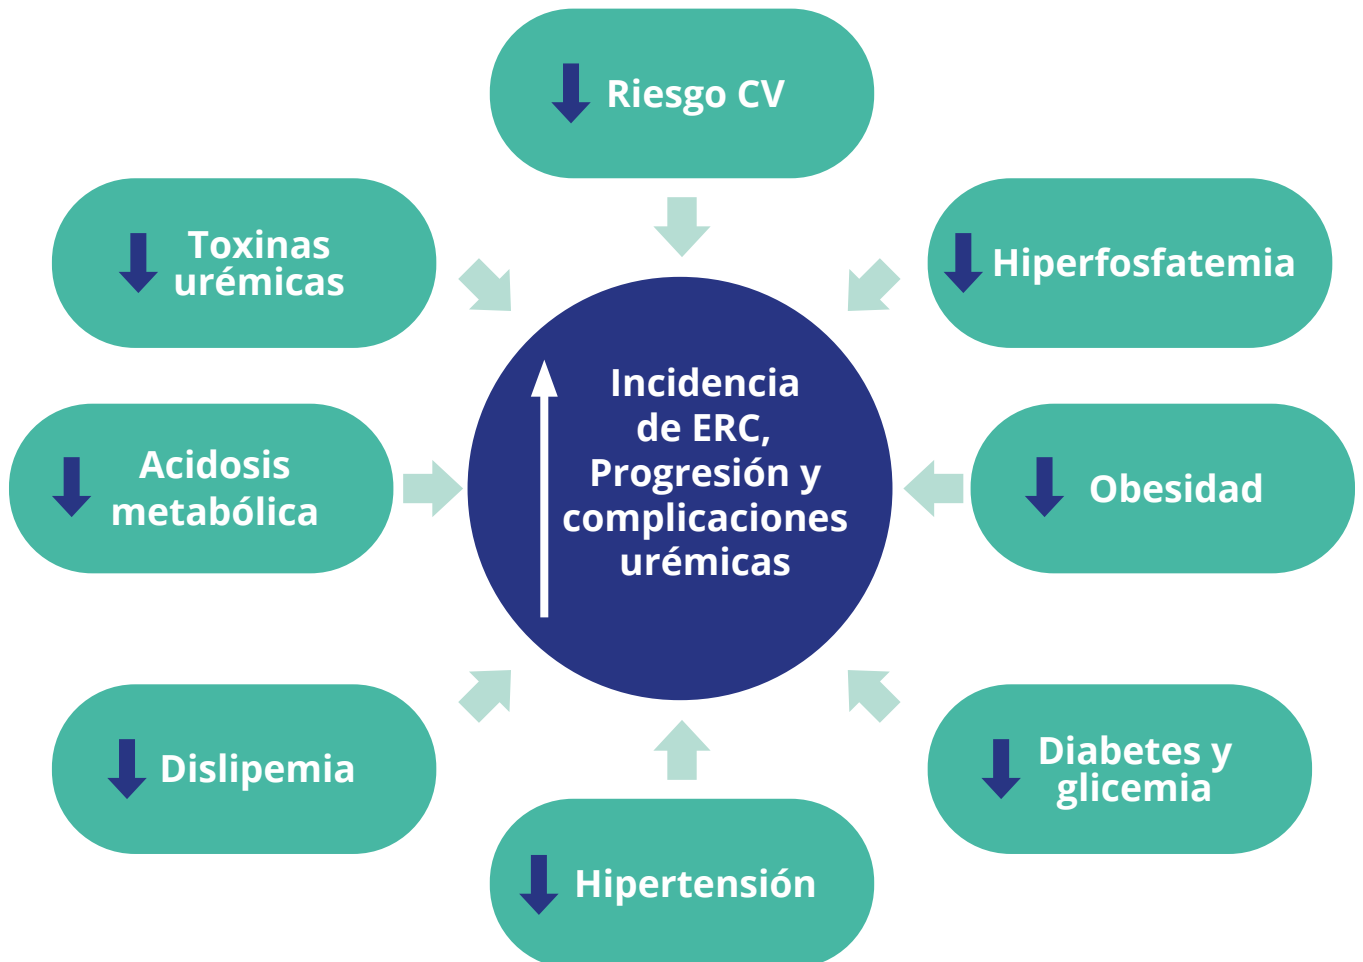 Riesgo CV
Toxinas
urémicas
Hiperfosfatemia
Incidencia
de ERC,
Progresión y
complicaciones
urémicas
Acidosis
metabólica
Obesidad
Dislipemia
Diabetes y
glicemia
Hipertensión